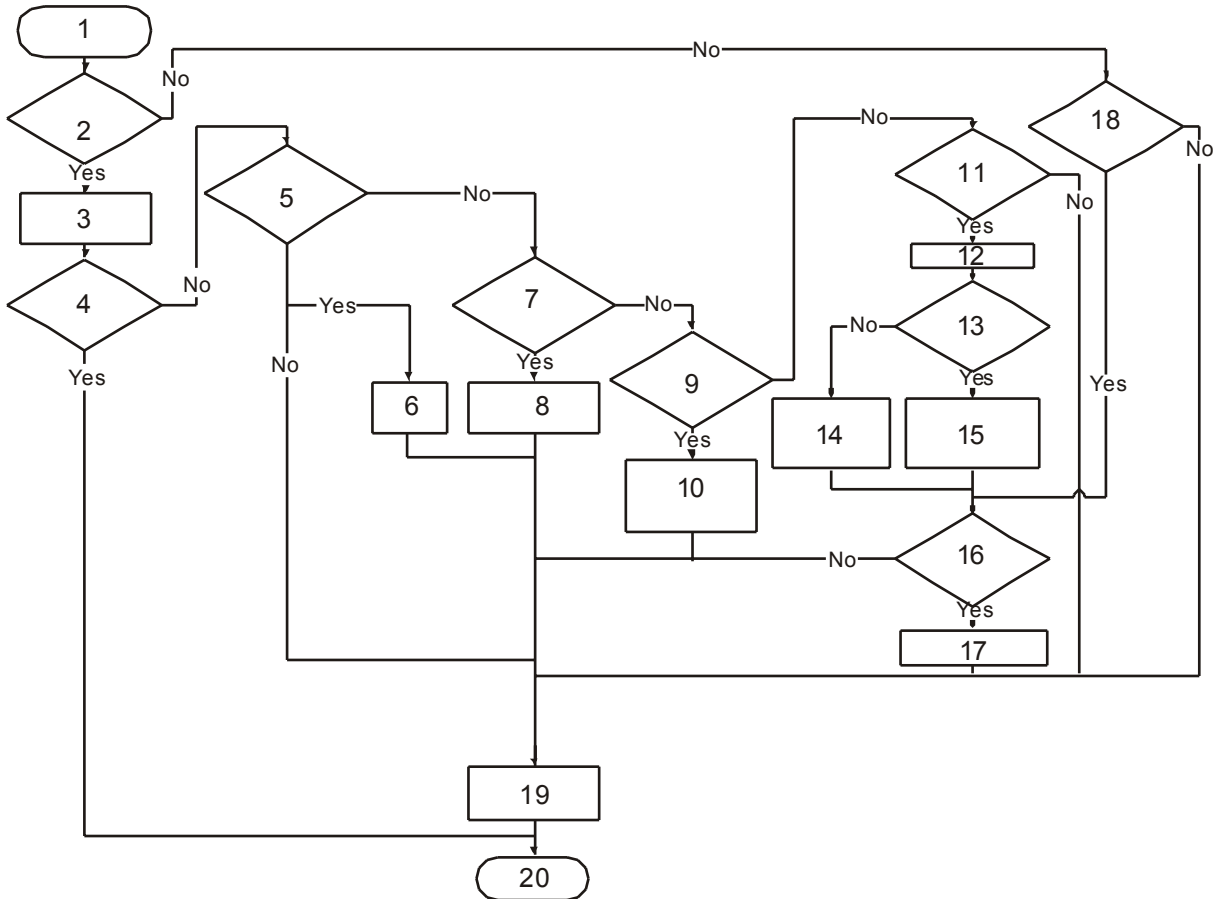 1
No
No
2
18
No
No
11
Yes
No
5
No
No
3
Yes
12
No
4
Yes
7
No
13
No
No
Yes
Yes
9
Yes
Yes
6
8
14
15
Yes
10
16
No
Yes
17
19
20